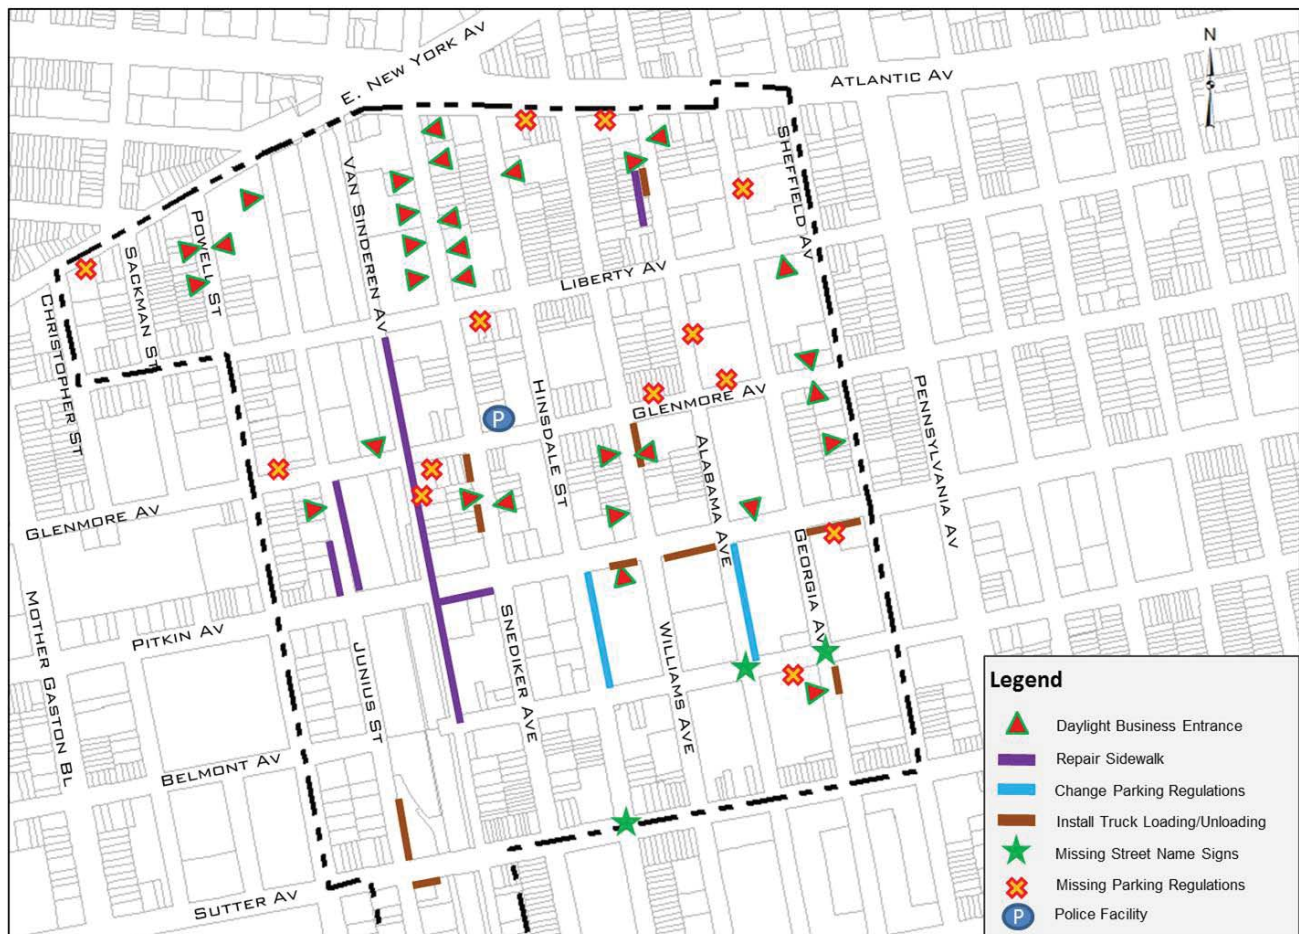 E. NEW YORK AV
ATLANTIC AV
N
VAN SINDEREN AV
SHEFFIELD AV
POWELL ST
SACKMAN ST
CHRISTOPHER ST
LIBERTY AV
HINSDALE ST
GLENMORE AV
ALABAMA AVE
PENNSYLVANIA AV
P
GLENMORE AV
GEORGIA AV
MOTHER GASTON BL
PITKIN AV
JUNIUS ST
SNEDIKER AVE
WILLIAMS AVE
BELMONT AV
SUTTER AV
Legend
Daylight Business Entrance
Repair Sidewalk
Change Parking Regulations
Install Truck Loading/Unloading
Missing Street Name Signs
Missing Parking Regulations
P Police Facility